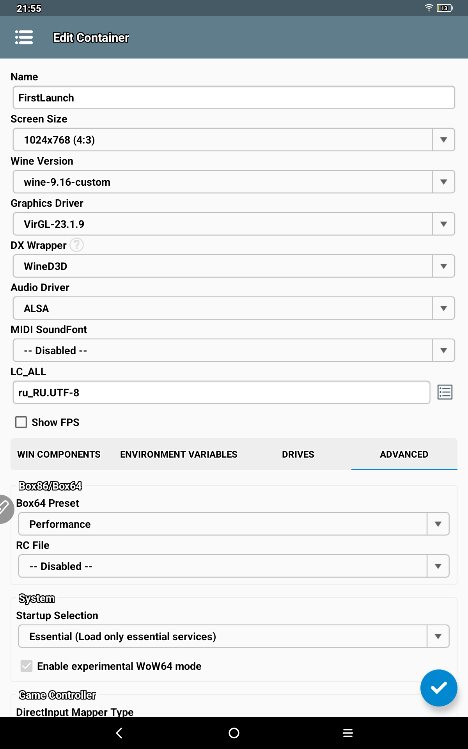 21:55
Edit Container
Name
FirstLaunch
Screen Size
1024x768 (4:3)
Wine Version
wine-9.16-custom
Graphics Driver
VirGL-23.1.9
DX Wrapper ?
WineD3D
Audio Driver
ALSA
MIDI SoundFont
-- Disabled --
LC_ALL
ru_RU.UTF-8
Show FPS
WIN COMPONENTS ENVIRONMENT VARIABLES DRIVES ADVANCED
Box86/Box64
Box64 Preset
Performance
RC File
-- Disabled --
System
Startup Selection
Essential (Load only essential services)
Enable experimental WoW64 mode
Game Controller
DirectInput Mapper Type